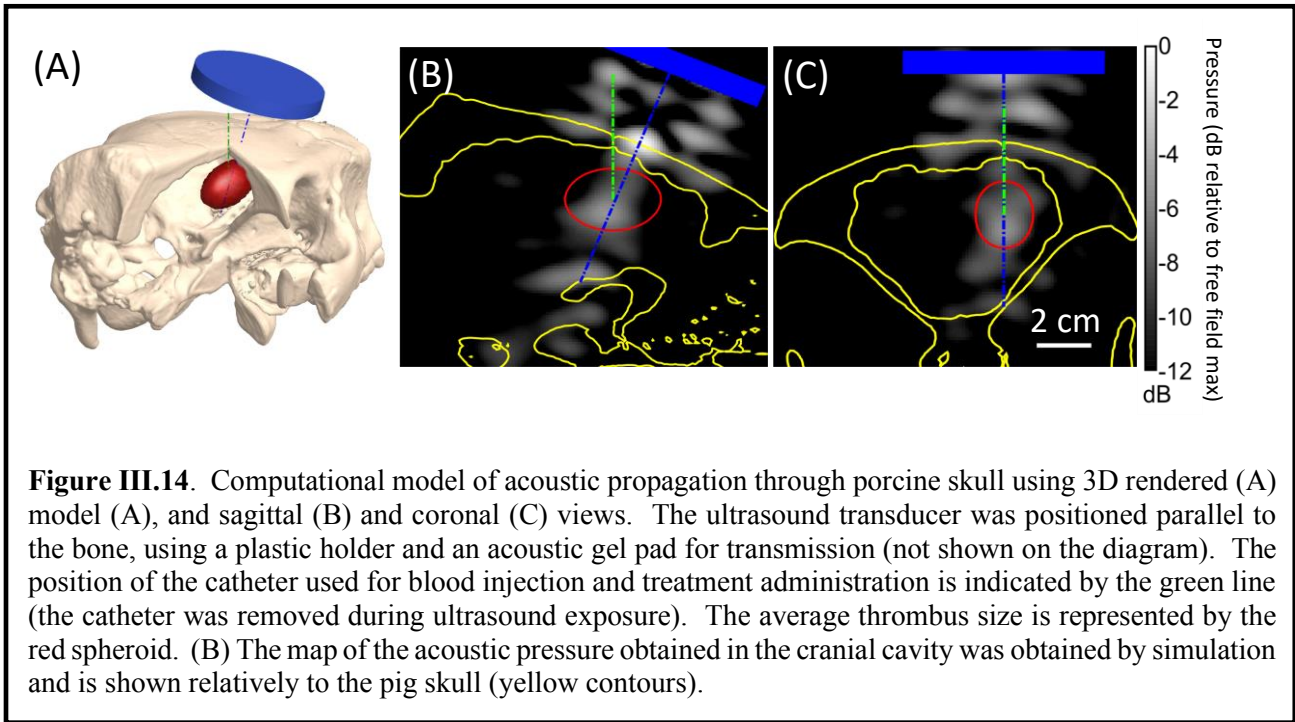 (A)
(B)
(C)
2 cm
0
-2
-4
-6
-8
-10
-12
dB
Pressure (dB relative to free field max)
Figure III.14. Computational model of acoustic propagation through porcine skull using 3D rendered (A)
model (A), and sagittal (B) and coronal (C) views. The ultrasound transducer was positioned parallel to
the bone, using a plastic holder and an acoustic gel pad for transmission (not shown on the diagram). The
position of the catheter used for blood injection and treatment administration is indicated by the green line
(the catheter was removed during ultrasound exposure). The average thrombus size is represented by the
red spheroid. (B) The map of the acoustic pressure obtained in the cranial cavity was obtained by simulation
and is shown relatively to the pig skull (yellow contours).